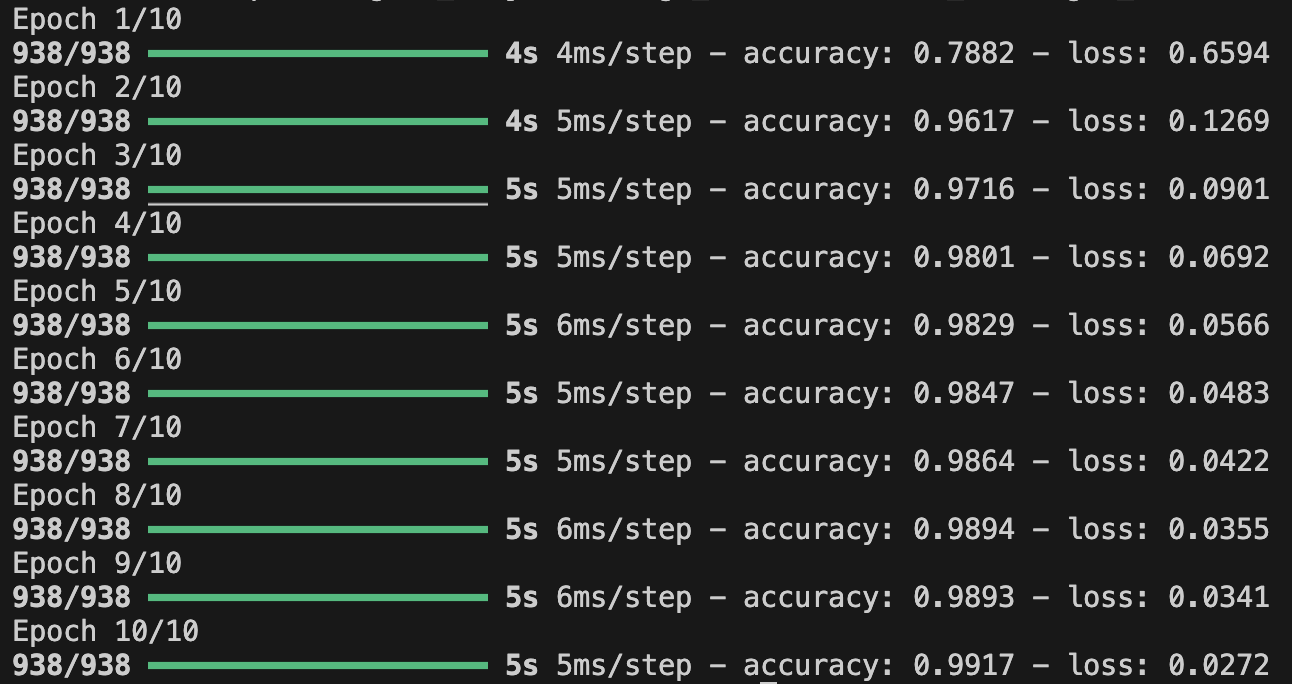 Epoch 1/10
938/938 4s 4ms/step - accuracy: 0.7882 - loss: 0.6594
Epoch 2/10
938/938 4s 5ms/step - accuracy: 0.9617 - loss: 0.1269
Epoch 3/10
938/938 5s 5ms/step - accuracy: 0.9716 - loss: 0.0901
Epoch 4/10
938/938 5s 5ms/step - accuracy: 0.9801 - loss: 0.0692
Epoch 5/10
938/938 5s 6ms/step - accuracy: 0.9829 - loss: 0.0566
Epoch 6/10
938/938 5s 5ms/step - accuracy: 0.9847 - loss: 0.0483
Epoch 7/10
938/938 5s 5ms/step - accuracy: 0.9864 - loss: 0.0422
Epoch 8/10
938/938 5s 6ms/step - accuracy: 0.9894 - loss: 0.0355
Epoch 9/10
938/938 5s 6ms/step - accuracy: 0.9893 - loss: 0.0341
Epoch 10/10
938/938 5s 5ms/step - accuracy: 0.9917 - loss: 0.0272